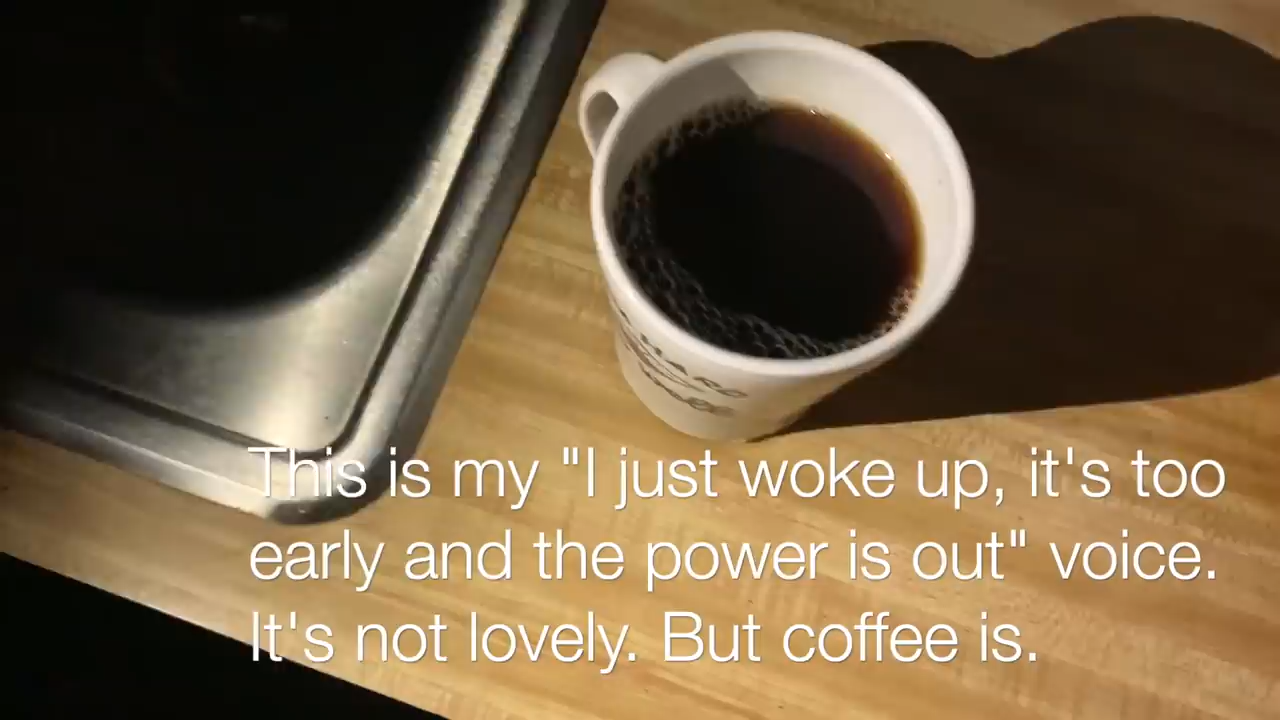 This is my "I just woke up, it's too
early and the power is out" voice.
It's not lovely. But coffee is.